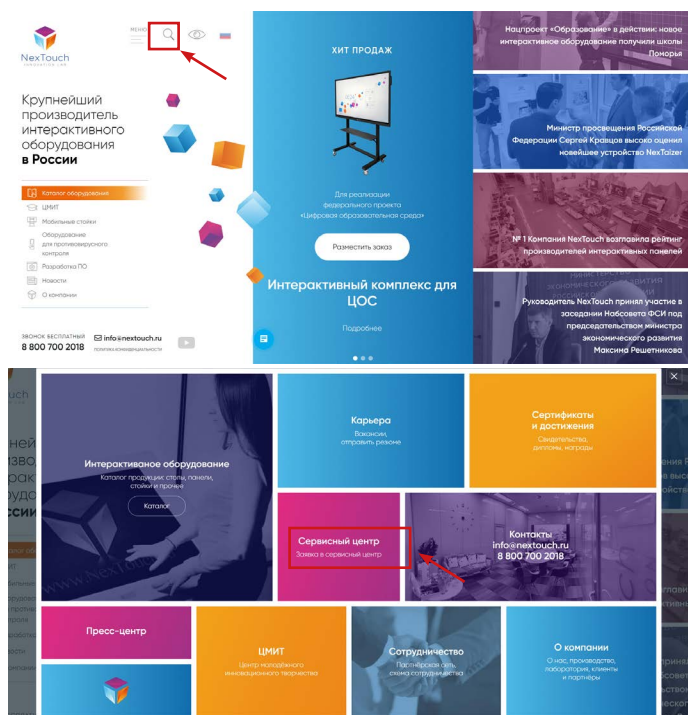 МЕНЮ
NexTouch
INNOVATION LAB
Крупнейший
производитель
интерактивного
оборудования
в России
Каталог оборудования
ЦМИТ
Мобильные стойки
Оборудование
для противовирусного
контроля
Разработка ПО
Новости
О компании
ЗВОНОК БЕСПЛАТНЫЙ
8 800 700 2018
info@nextouch.ru
ПОЛИТИКА КОНФИДЕНЦИАЛЬНОСТИ
ХИТ ПРОДАЖ
Для реализации
федерального проекта
«Цифровая образовательная среда»
Разместить заказ
Интерактивный комплекс для
ЦОС
Подробнее
Нацпроект «Образование» в действии: новое
интерактивное оборудование получили школы
Поморья
Министр просвещения Российской
Федерации Сергей Кравцов высоко оценил
новейшее устройство NexTaizer
№ 1 Компания NexTouch возглавила рейтинг
производителей интерактивных панелей
Руководитель NexTouch принял участие в
заседании Набсовета ФСИ под
председательством министра
экономического развития
Максима Решетникова
Интерактиваное оборудование
Каталог продукции: столы, панели,
стойки и прочее
Каталог
www.NexTouch
Карьера
Вакансии,
отправить резюме
Сертификаты
и достижения
Свидетельства,
дипломы, награды
Сервисный центр
Заявка в сервисный центр
Контакты
info@nextouch.ru
8 800 700 2018
Пресс-центр
ЦМИТ
Центр молодёжного
инновационного творчества
Сотрудничество
Партнёрская сеть,
схема сотрудничества
О компании
О нас, производство,
лаборатория, клиенты
и партнёры